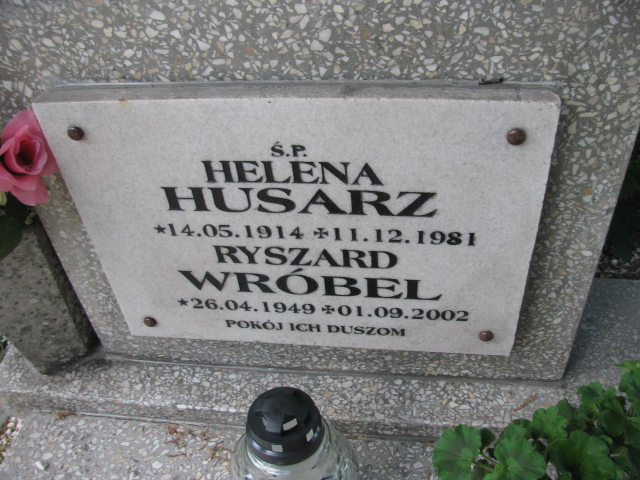 Ś.P.
HELENA
HUSARZ
*14.05.1914 ✠11.12.1981
RYSZARD
WRÓBEL
*26.04.1949 ✠01.09.2002
POKÓJ ICH DUSZOM